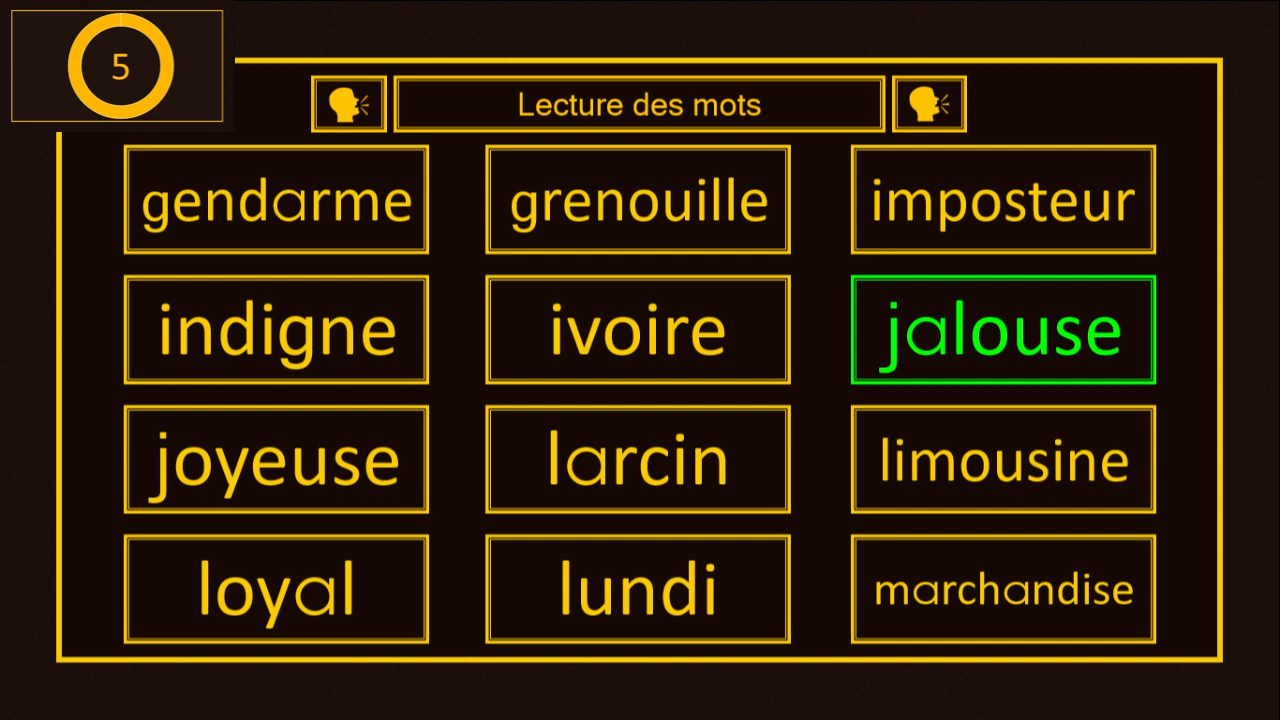 5
Lecture des mots
gendarme grenouille imposteur
indigne ivoire jalouse
joyeuse larcin limousine
loyal lundi marchandise